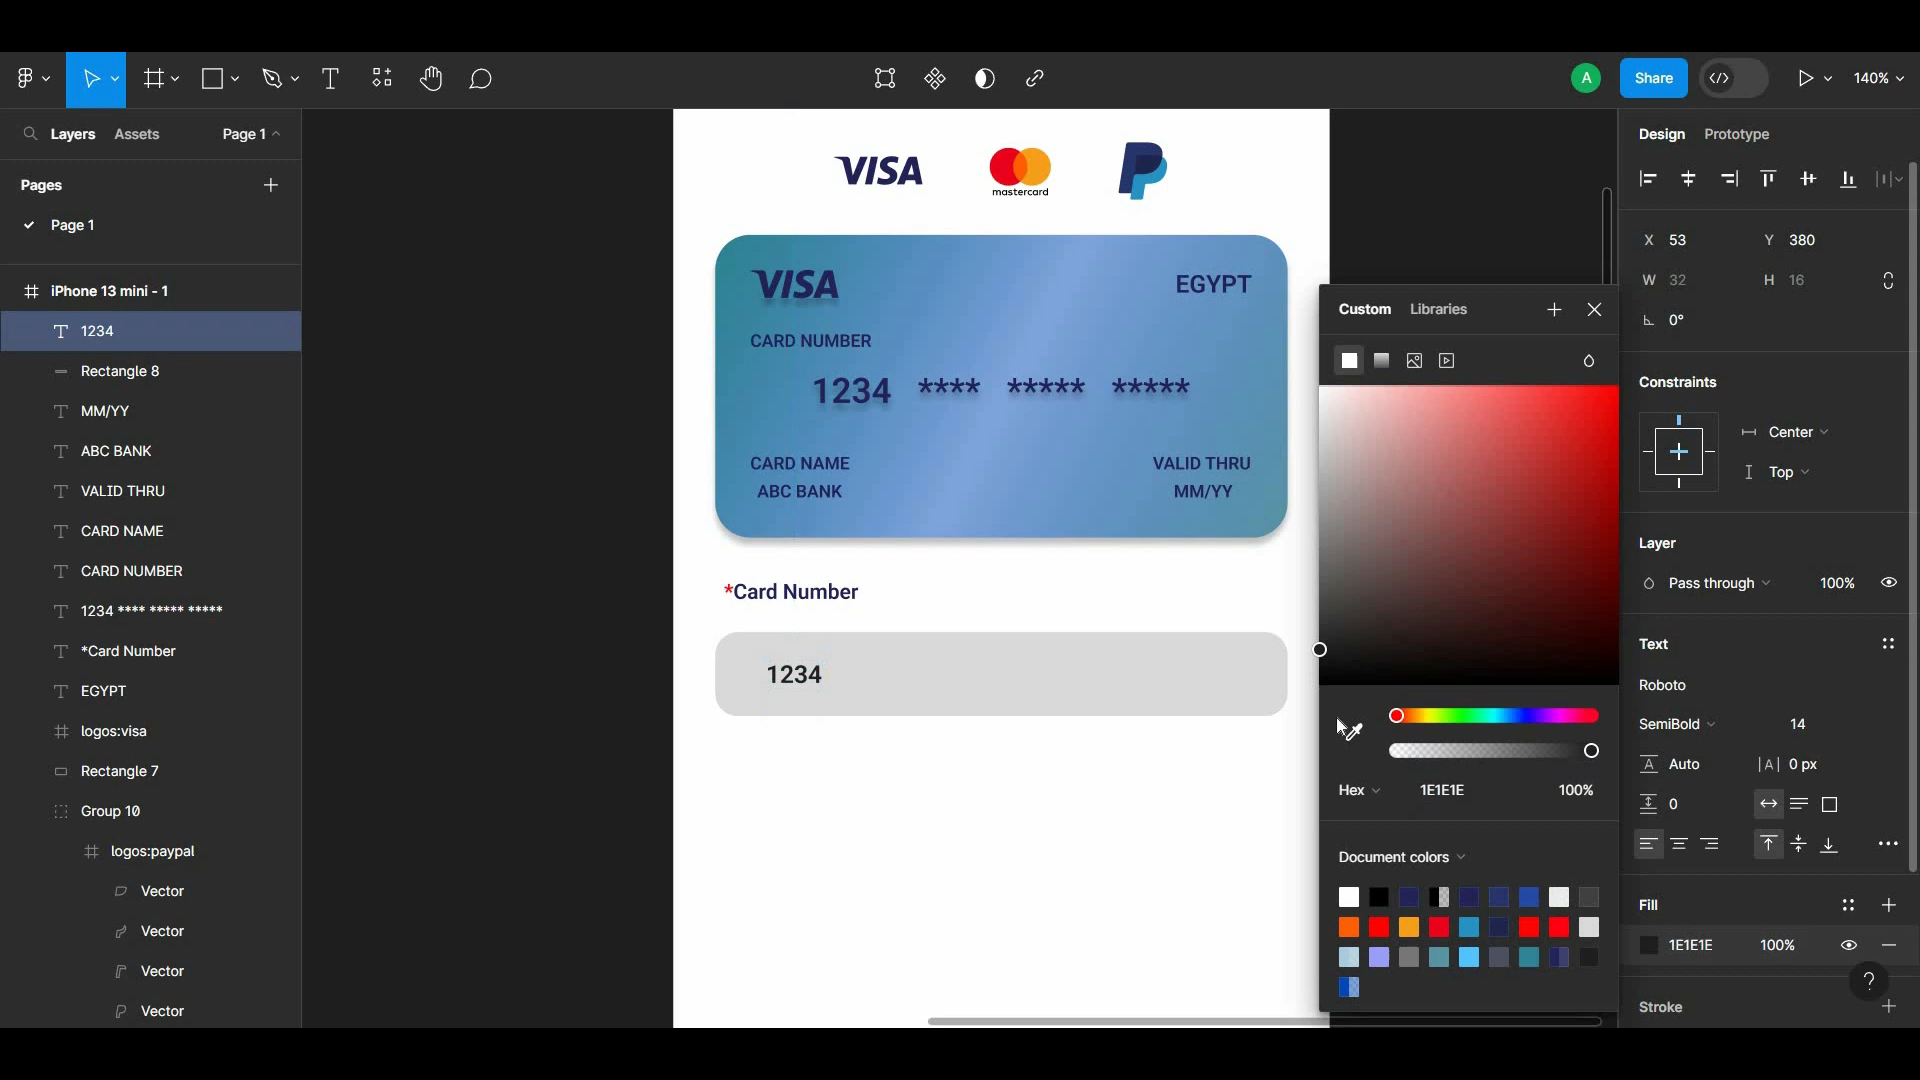 A
Share
140%
Layers
Assets
Page 1
Design
Prototype
Pages
Page 1
iPhone 13 mini - 1
1234
Rectangle 8
MM/YY
ABC BANK
VALID THRU
CARD NAME
CARD NUMBER
1234 **** ***** *****
*Card Number
EGYPT
logos:visa
Rectangle 7
Group 10
logos:paypal
Vector
Vector
Vector
Vector
VISA
mastercard
VISA
EGYPT
CARD NUMBER
1234 **** ***** *****
CARD NAME
VALID THRU
ABC BANK
MM/YY
*Card Number
1234
Custom
Libraries
Hex
1E1E1E
100%
Document colors
X 53
Y 380
W 32
H 16
0°
Constraints
Center
Top
Layer
Pass through
100%
Text
Roboto
SemiBold
14
A Auto
|A| 0 px
0
Fill
1E1E1E
100%
?
Stroke